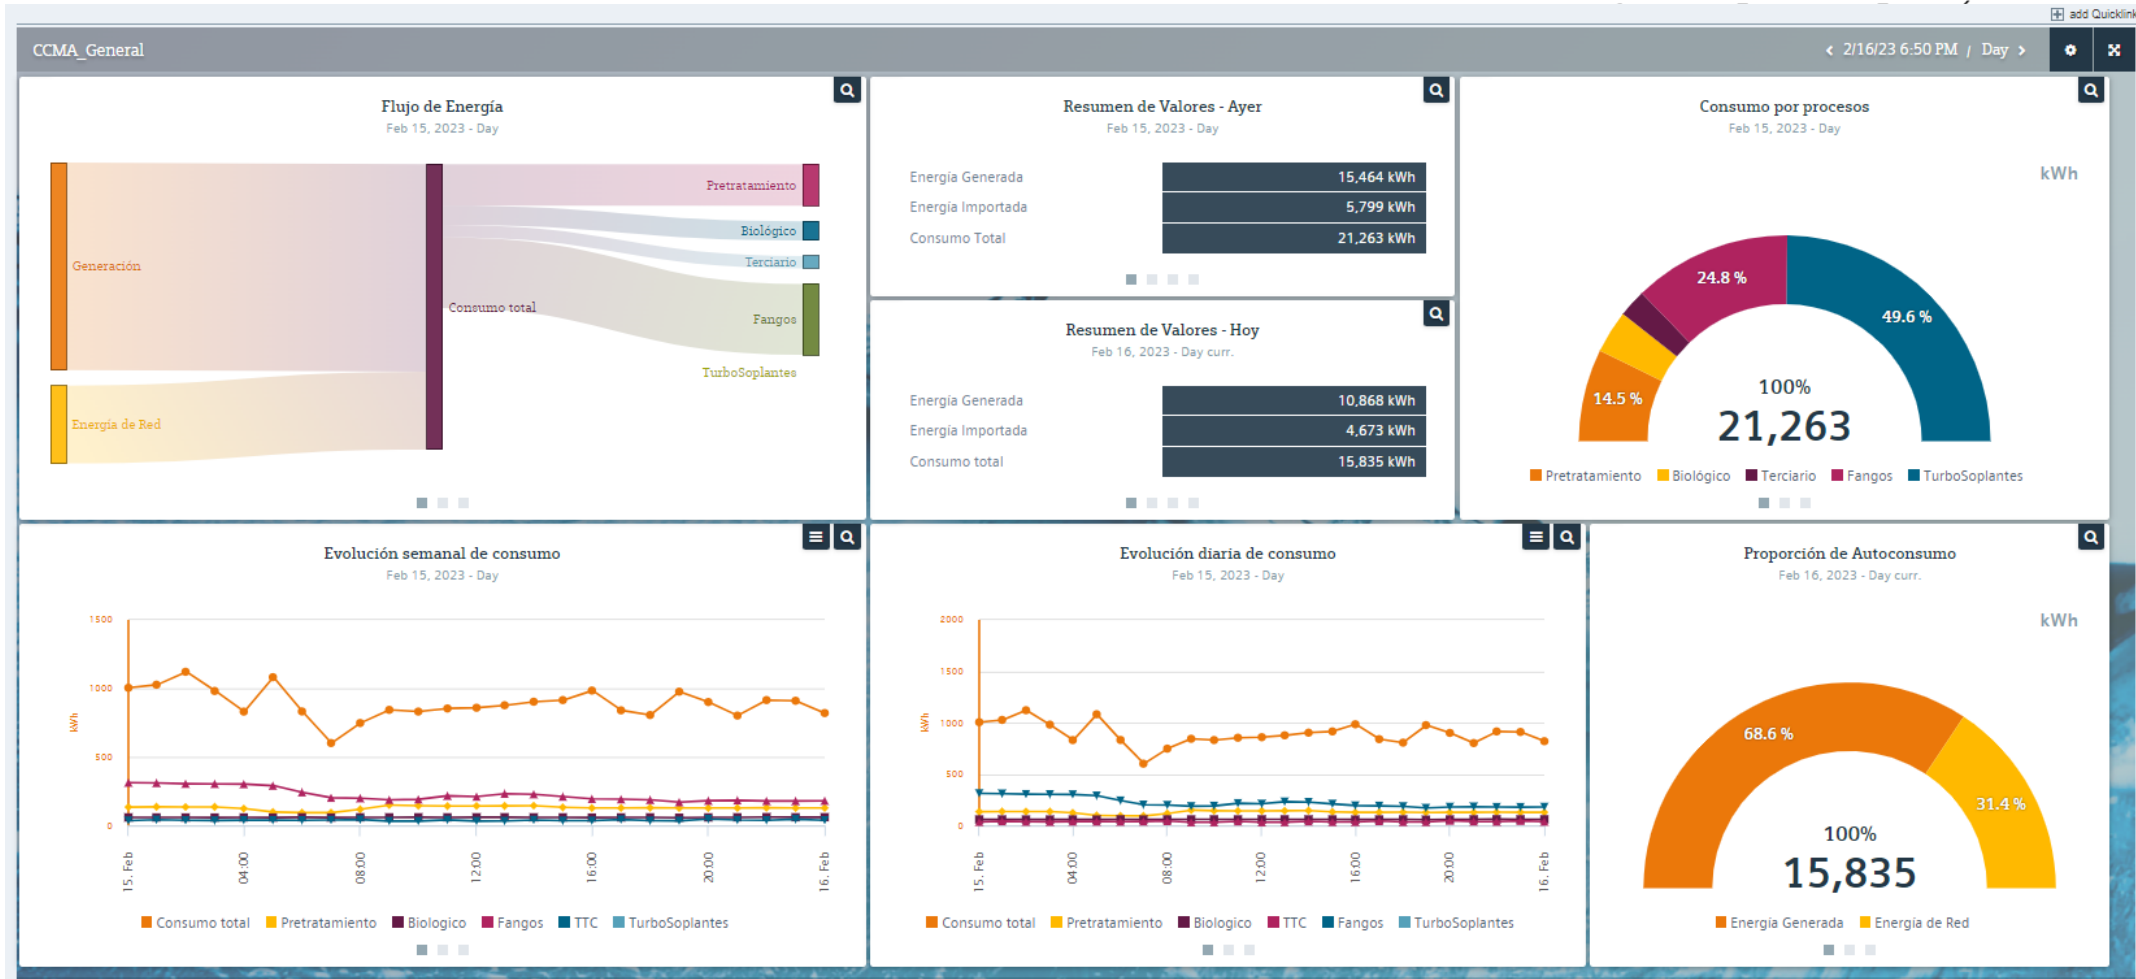 add Quicklink
CCMA_General
2/16/23 6:50 PM / Day
Flujo de Energía
Feb 15, 2023 - Day
Generación
Energía de Red
Consumo total
Pretratamiento
Biológico
Terciario
Fangos
TurboSoplantes
Resumen de Valores - Ayer
Feb 15, 2023 - Day
Energía Generada 15,464 kWh
Energía Importada 5,799 kWh
Consumo Total 21,263 kWh
Resumen de Valores - Hoy
Feb 16, 2023 - Day curr.
Energía Generada 10,868 kWh
Energía Importada 4,673 kWh
Consumo total 15,835 kWh
Consumo por procesos
Feb 15, 2023 - Day
kWh
14.5 %
24.8 %
49.6 %
100%
21,263
Pretratamiento Biológico Terciario Fangos TurboSoplantes
Evolución semanal de consumo
Feb 15, 2023 - Day
1500
1000
500
0
kWh
15. Feb 04:00 08:00 12:00 16:00 20:00 16. Feb
Consumo total Pretratamiento Biologico Fangos TTC TurboSoplantes
Evolución diaria de consumo
Feb 15, 2023 - Day
2000
1500
1000
500
0
kWh
15. Feb 04:00 08:00 12:00 16:00 20:00 16. Feb
Consumo total Pretratamiento Biologico TTC Fangos TurboSoplantes
Proporción de Autoconsumo
Feb 16, 2023 - Day curr.
kWh
68.6 %
31.4 %
100%
15,835
Energía Generada Energía de Red